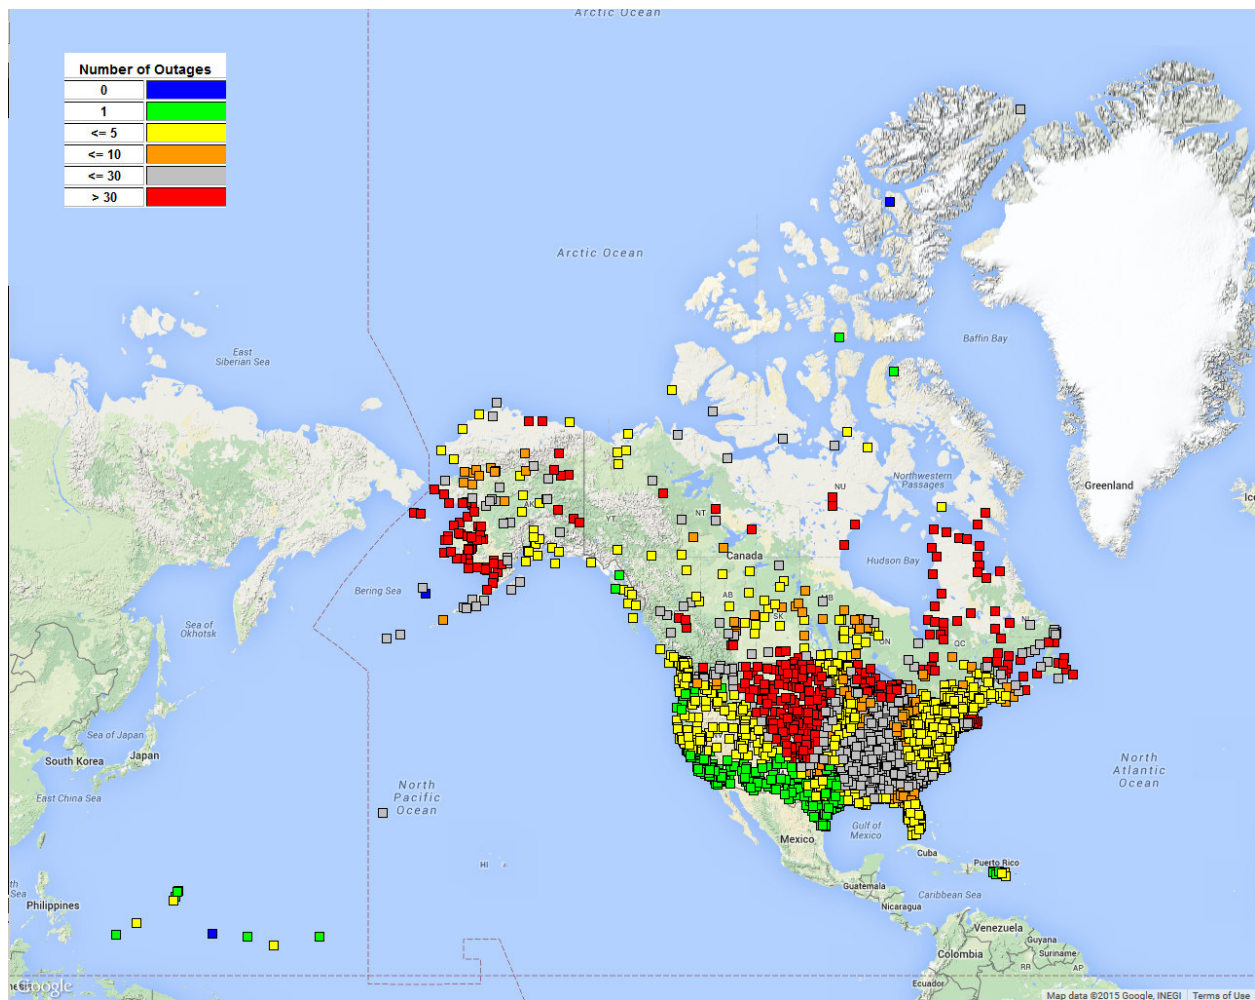 Arctic Ocean
Number of Outages
0
1
<= 5
<= 10
<= 30
> 30
Arctic Ocean
East
Siberian Sea
Baffin Bay
Northwestern
Passages
Greenland
NU
AK
YT
NT
Canada
Hudson Bay
Bering Sea
AB
MB
SK
ON
QC
Sea of
Okhotsk
Sea of Japan
South Korea
Japan
NV
North
Pacific
Ocean
North
Atlantic
Ocean
East China Sea
Gulf of
Mexico
Mexico
Cuba
HI
Puerto Rico
Guatemala
Caribbean Sea
Nicaragua
Philippines
Venezuela
Guyana
Suriname
Colombia
RR
AP
Ecuador
Google
Map data ©2015 Google, INEGI
Terms of Use